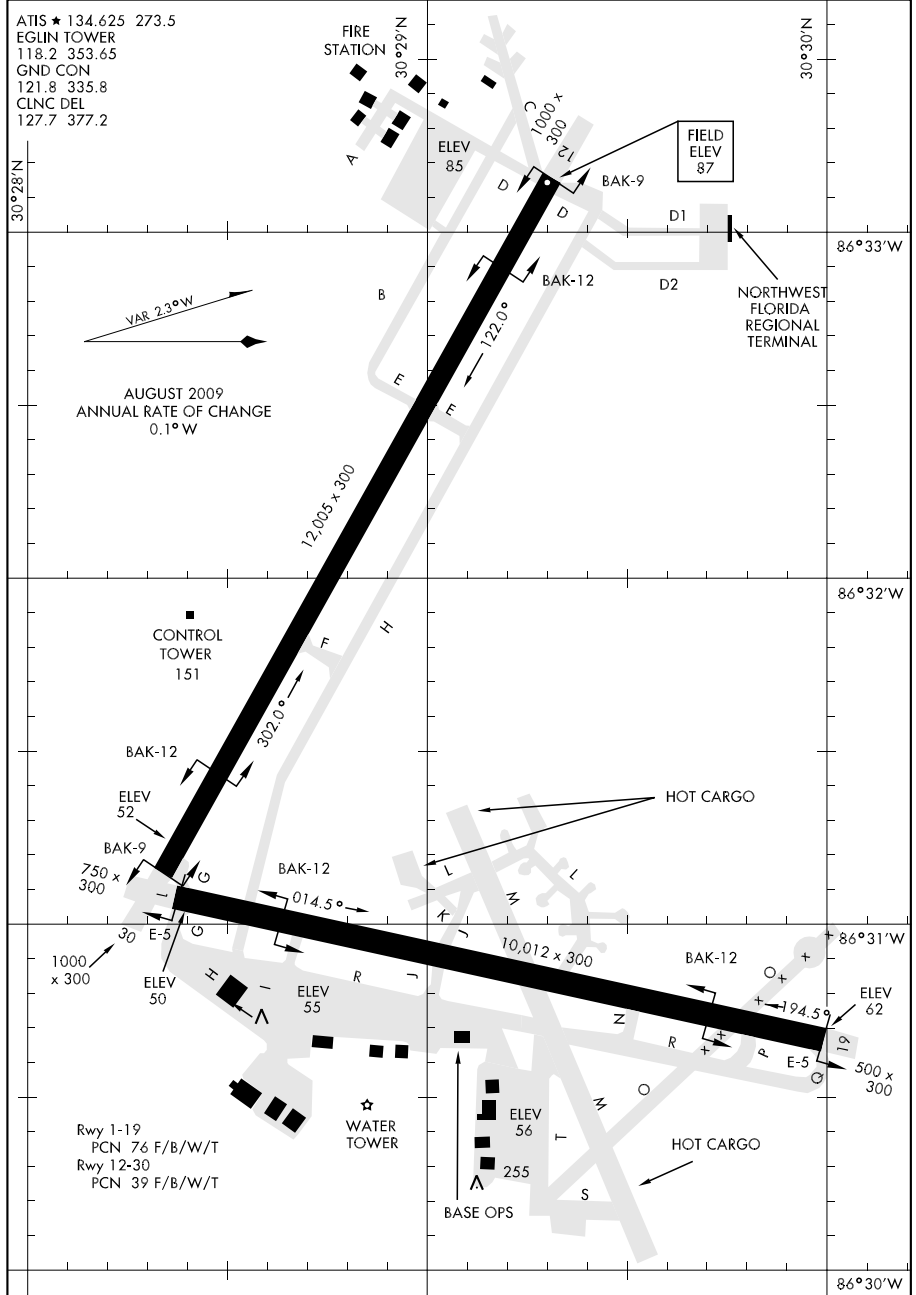 ATIS ★ 134.625 273.5
EGLIN TOWER
118.2 353.65
GND CON
121.8 335.8
CLNC DEL
127.7 377.2
FIRE
STATION
30°29'N
30°30'N
30°28'N
A
ELEV
85
C
1000 x
300
12
FIELD
ELEV
87
BAK-9
D
D
D1
D2
86°33'W
BAK-12
NORTHWEST
FLORIDA
REGIONAL
TERMINAL
B
VAR 2.3°W
122.0°
AUGUST 2009
ANNUAL RATE OF CHANGE
0.1°W
E
E
12,005 x 300
86°32'W
CONTROL
TOWER
151
F
H
302.0°
BAK-12
ELEV
52
HOT CARGO
BAK-9
750 x
300
G
BAK-12
014.5°
L
L
M
K
J
1
E-5
G
30
1000
x 300
ELEV
50
H
I
ELEV
55
R
J
10,012 x 300
BAK-12
O
86°31'W
194.5°
ELEV
62
N
R
P
E-5
19
Q
500 x
300
WATER
TOWER
ELEV
56
255
T
M
O
S
HOT CARGO
BASE OPS
Rwy 1-19
PCN 76 F/B/W/T
Rwy 12-30
PCN 39 F/B/W/T
86°30'W